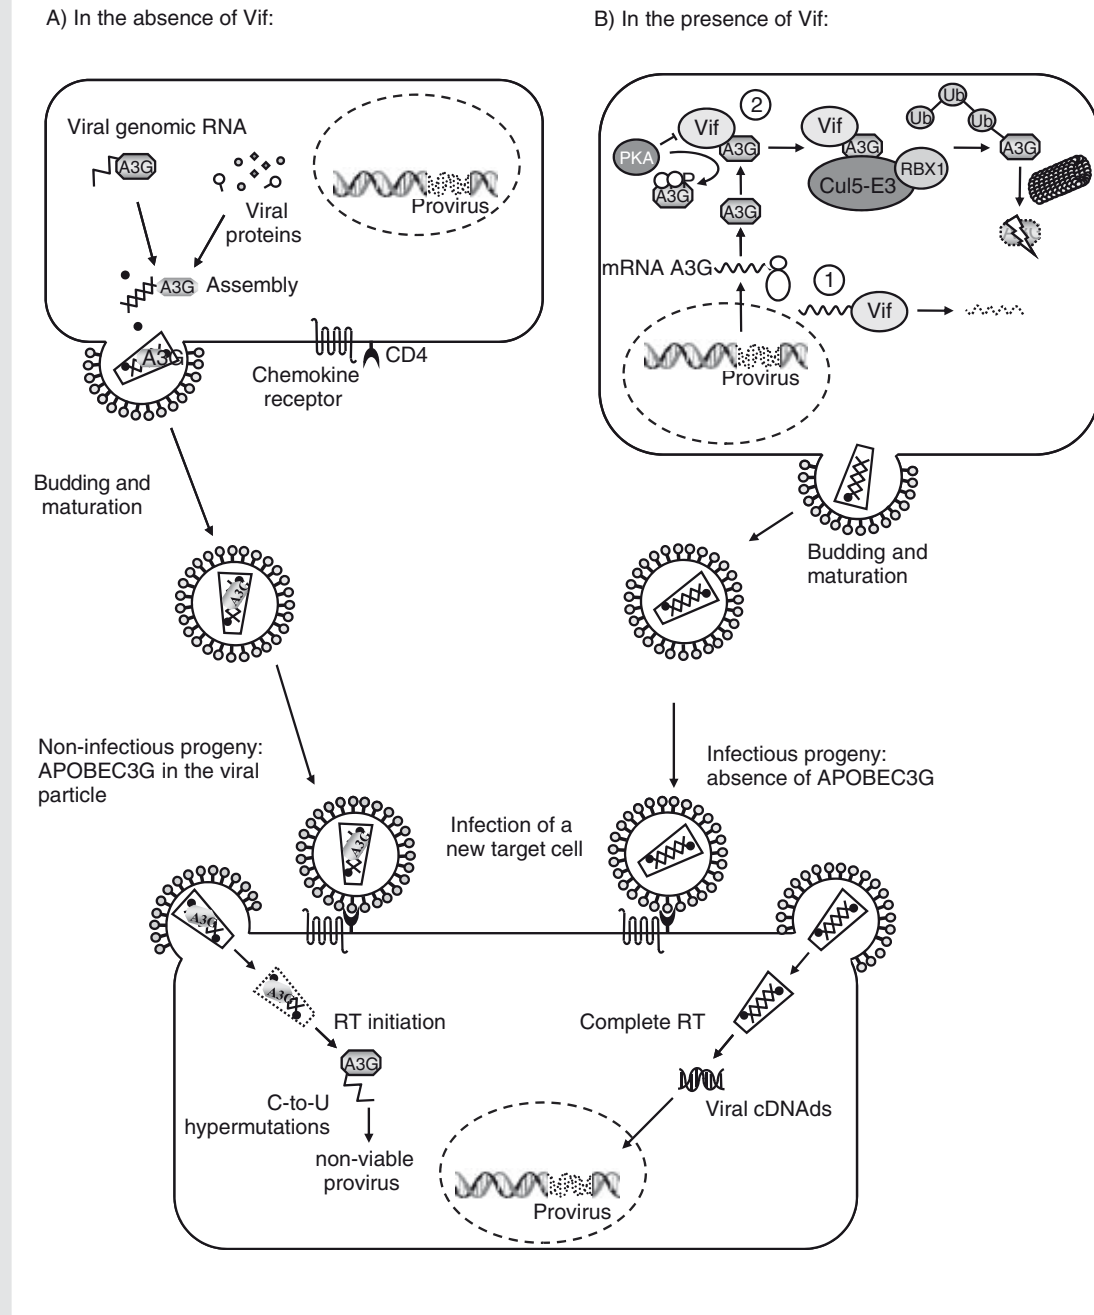 A) In the absence of Vif:
B) In the presence of Vif:
Viral genomic RNA
A3G
Viral
proteins
Provirus
A3G
Assembly
A3G
Chemokine
receptor
CD4
Budding and
maturation
A3G
Non-infectious progeny:
APOBEC3G in the viral
particle
A3G
PKA
Vif
2
A3G
P
A3G
A3G
Vif
A3G
Cul5-E3
RBX1
Ub
Ub
Ub
A3G
mRNA A3G
1
Vif
Provirus
Budding and
maturation
Infectious progeny:
absence of APOBEC3G
Infection of a
new target cell
A3G
A3G
RT initiation
A3G
C-to-U
hypermutations
non-viable
provirus
Complete RT
Viral cDNAds
Provirus